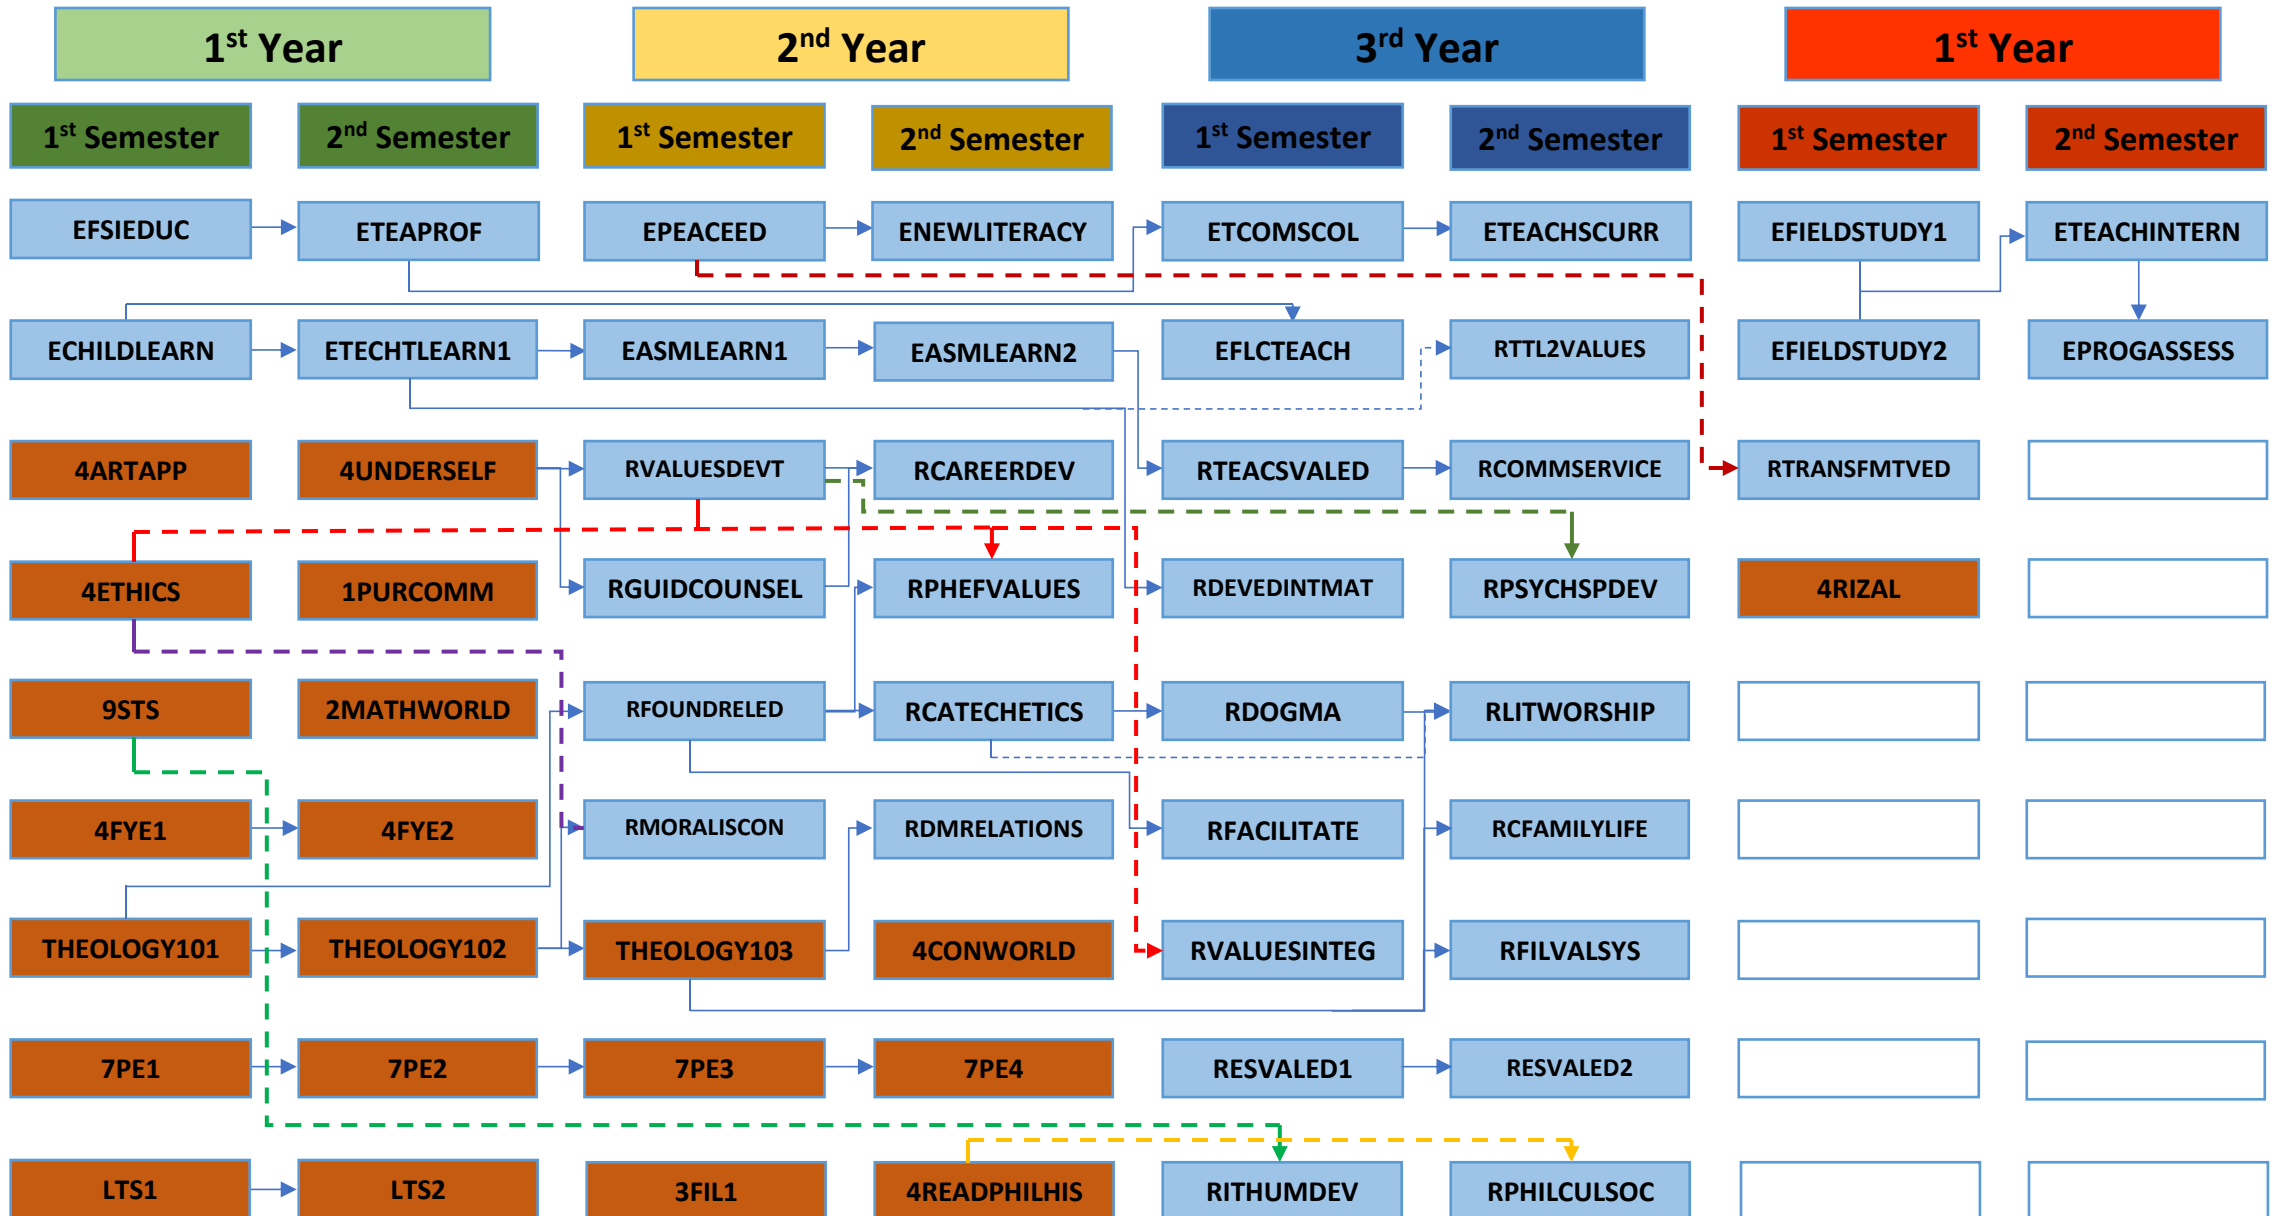 1st Year 2nd Year 3rd Year 1st Year
1st Semester 2nd Semester 1st Semester 2nd Semester 1st Semester 2nd Semester 1st Semester 2nd Semester
EFSIEDUC ETEAPROF EPEACEED ENEWLITERACY ETCOMSCOL ETEACHSCURR EFIELDSTUDY1 ETEACHINTERN
ECHILDLEARN ETECHTLEARN1 EASMLEARN1 EASMLEARN2 EFLCTEACH RTTL2VALUES EFIELDSTUDY2 EPROGASSESS
4ARTAPP 4UNDERSELF RVALUESDEVT RCAREERDEV RTEACSVALED RCOMMSERVICE RTRANSFMTVED
4ETHICS 1PURCOMM RGUIDCOUNSEL RPHEFVALUES RDEVEDINTMAT RPSYCHSPDEV 4RIZAL
9STS 2MATHWORLD RFOUNDRELED RCATECHETICS RDOGMA RLITWORSHIP
4FYE1 4FYE2 RMORALISCON RDMRELATIONS RFACILITATE RCFAMILYLIFE
THEOLOGY101 THEOLOGY102 THEOLOGY103 4CONWORLD RVALUESINTEG RFILVALSYS
7PE1 7PE2 7PE3 7PE4 RESVALED1 RESVALED2
LTS1 LTS2 3FIL1 4READPHILHIS RITHUMDEV RPHILCULSOC